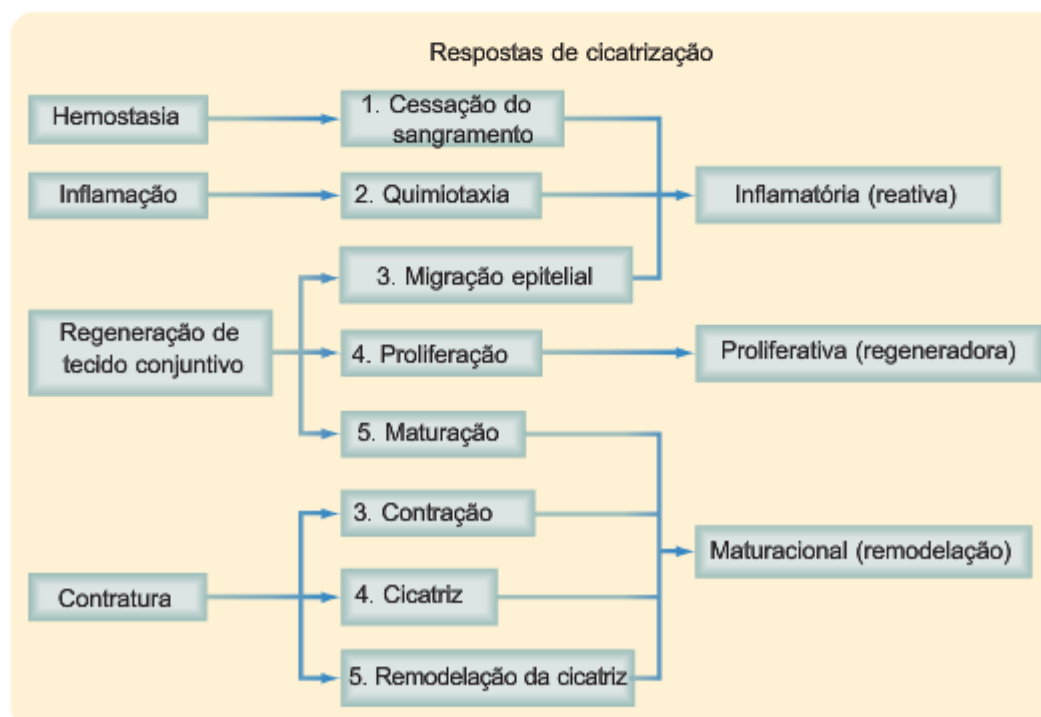 Respostas de cicatrização
Hemostasia
1. Cessação do
sangramento
Inflamação
2. Quimiotaxia
Inflamatória (reativa)
3. Migração epitelial
Regeneração de
tecido conjuntivo
4. Proliferação
Proliferativa (regeneradora)
5. Maturação
3. Contração
Maturacional (remodelação)
Contratura
4. Cicatriz
5. Remodelação da cicatriz